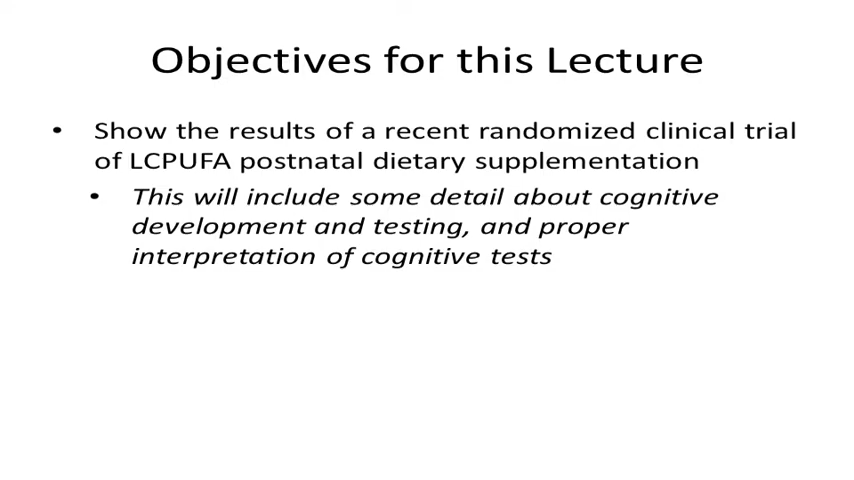 Objectives for this Lecture
• Show the results of a recent randomized clinical trial
of LCPUFA postnatal dietary supplementation
• This will include some detail about cognitive
development and testing, and proper
interpretation of cognitive tests